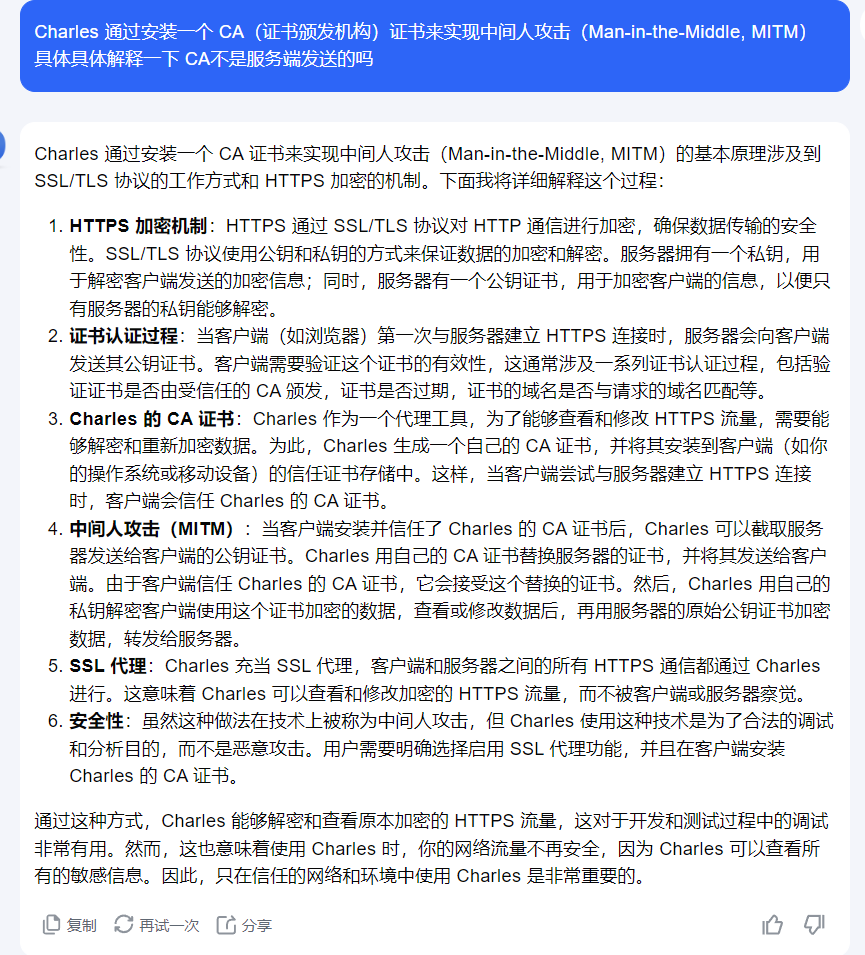 Charles 通过安装一个 CA（证书颁发机构）证书来实现中间人攻击（Man-in-the-Middle, MITM）
具体具体解释一下 CA不是服务端发送的吗
Charles 通过安装一个 CA 证书来实现中间人攻击（Man-in-the-Middle, MITM）的基本原理涉及到
SSL/TLS 协议的工作方式和 HTTPS 加密的机制。下面我将详细解释这个过程：
1. HTTPS 加密机制：HTTPS 通过 SSL/TLS 协议对 HTTP 通信进行加密，确保数据传输的安全
性。SSL/TLS 协议使用公钥和私钥的方式来保证数据的加密和解密。服务器拥有一个私钥，用
于解密客户端发送的加密信息；同时，服务器有一个公钥证书，用于加密客户端的信息，以便只
有服务器的私钥能够解密。
2. 证书认证过程：当客户端（如浏览器）第一次与服务器建立 HTTPS 连接时，服务器会向客户端
发送其公钥证书。客户端需要验证这个证书的有效性，这通常涉及一系列证书认证过程，包括验
证证书是否由受信任的 CA 颁发，证书是否过期，证书的域名是否与请求的域名匹配等。
3. Charles 的 CA 证书：Charles 作为一个代理工具，为了能够查看和修改 HTTPS 流量，需要能
够解密和重新加密数据。为此，Charles 生成一个自己的 CA 证书，并将其安装到客户端（如你
的操作系统或移动设备）的信任证书存储中。这样，当客户端尝试与服务器建立 HTTPS 连接
时，客户端会信任 Charles 的 CA 证书。
4. 中间人攻击（MITM）：当客户端安装并信任了 Charles 的 CA 证书后，Charles 可以截取服务
器发送给客户端的公钥证书。Charles 用自己的 CA 证书替换服务器的证书，并将其发送给客户
端。由于客户端信任 Charles 的 CA 证书，它会接受这个替换的证书。然后，Charles 用自己的
私钥解密客户端使用这个证书加密的数据，查看或修改数据后，再用服务器的原始公钥证书加密
数据，转发给服务器。
5. SSL 代理：Charles 充当 SSL 代理，客户端和服务器之间的所有 HTTPS 通信都通过 Charles
进行。这意味着 Charles 可以查看和修改加密的 HTTPS 流量，而不被客户端或服务器察觉。
6. 安全性：虽然这种做法在技术上被称为中间人攻击，但 Charles 使用这种技术是为了合法的调试
和分析目的，而不是恶意攻击。用户需要明确选择启用 SSL 代理功能，并且在客户端安装
Charles 的 CA 证书。
通过这种方式，Charles 能够解密和查看原本加密的 HTTPS 流量，这对于开发和测试过程中的调试
非常有用。然而，这也意味着使用 Charles 时，你的网络流量不再安全，因为 Charles 可以查看所
有的敏感信息。因此，只在信任的网络和环境中使用 Charles 是非常重要的。
复制 再试一次 分享